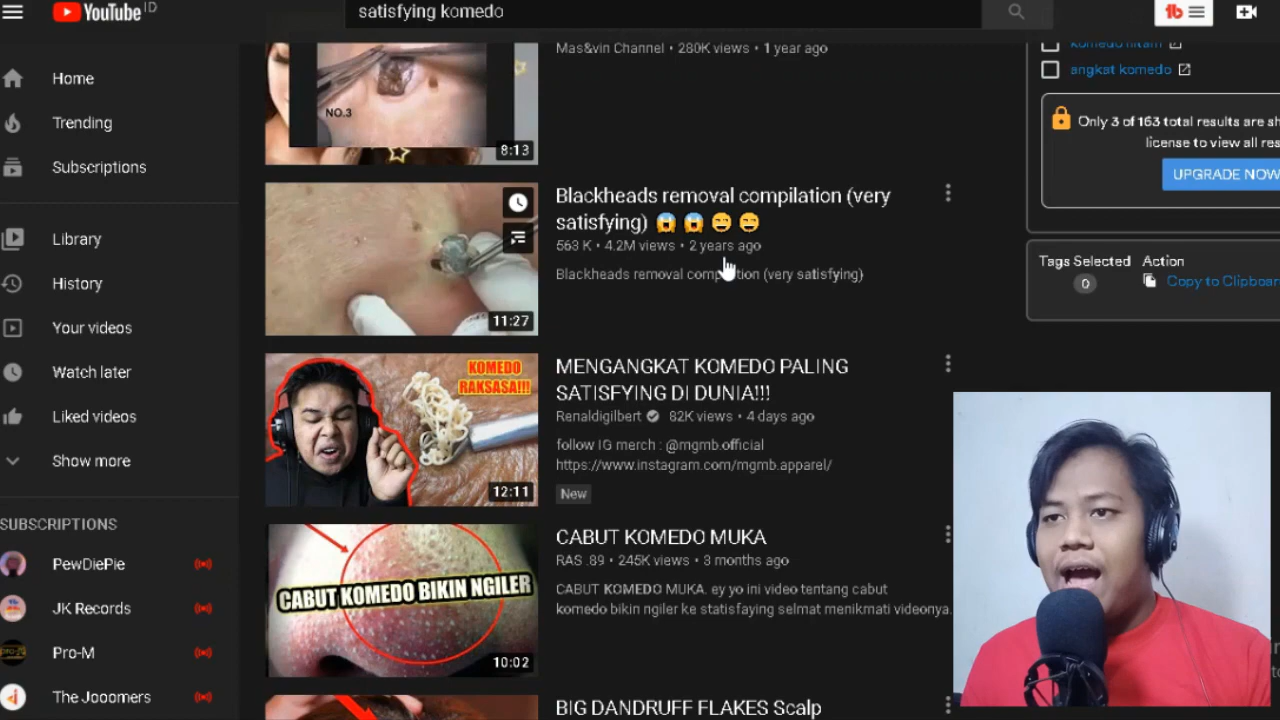 YouTube ID
satisfying komedo
Home
Trending
Subscriptions
Library
History
Your videos
Watch later
Liked videos
Show more
SUBSCRIPTIONS
PewDiePie
JK Records
Pro-M
The Jooomers
NO.3
8:13
Mas&vin Channel • 280K views • 1 year ago
11:27
Blackheads removal compilation (very
satisfying) 😱 😱 😄 😄
563 K • 4.2M views • 2 years ago
Blackheads removal compilation (very satisfying)
KOMEDO
RAKSASA!!!
12:11
MENGANGKAT KOMEDO PALING
SATISFYING DI DUNIA!!!
Renaldigilbert 82K views • 4 days ago
follow IG merch : @mgmb.official
https://www.instagram.com/mgmb.apparel/
New
CABUT KOMEDO BIKIN NGILER
10:02
CABUT KOMEDO MUKA
RAS .89 • 245K views • 3 months ago
CABUT KOMEDO MUKA. ey yo ini video tentang cabut
komedo bikin ngiler ke statisfaying selmat menikmati videonya.
BIG DANDRUFF FLAKES Scalp
komedo hitam
angkat komedo
Only 3 of 163 total results are sh
license to view all res
UPGRADE NOW
Tags Selected Action
0 Copy to Clipboar